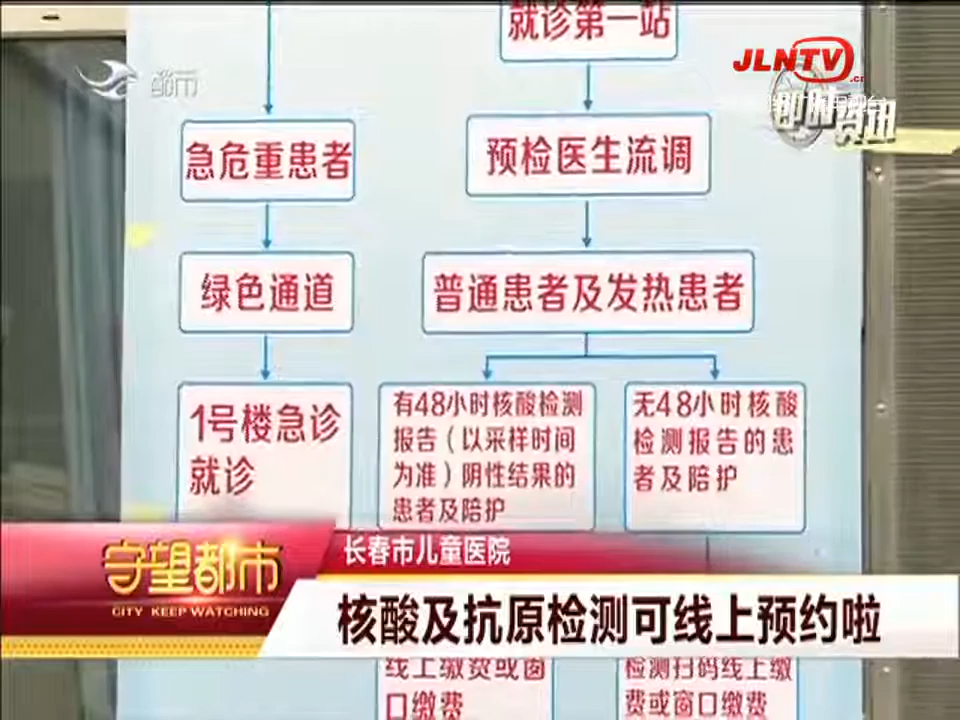 就诊第一站
JLNTV
.cn
都市
即时资讯
急危重患者
预检医生流调
绿色通道
普通患者及发热患者
1号楼急诊
就诊
有48小时核酸检测
报告（以采样时间
为准）阴性结果的
患者及陪护
无48小时核酸
检测报告的患
者及陪护
守望都市
CITY KEEP WATCHING
长春市儿童医院
核酸及抗原检测可线上预约啦
线上缴费或窗
口缴费
检测扫码线上缴
费或窗口缴费